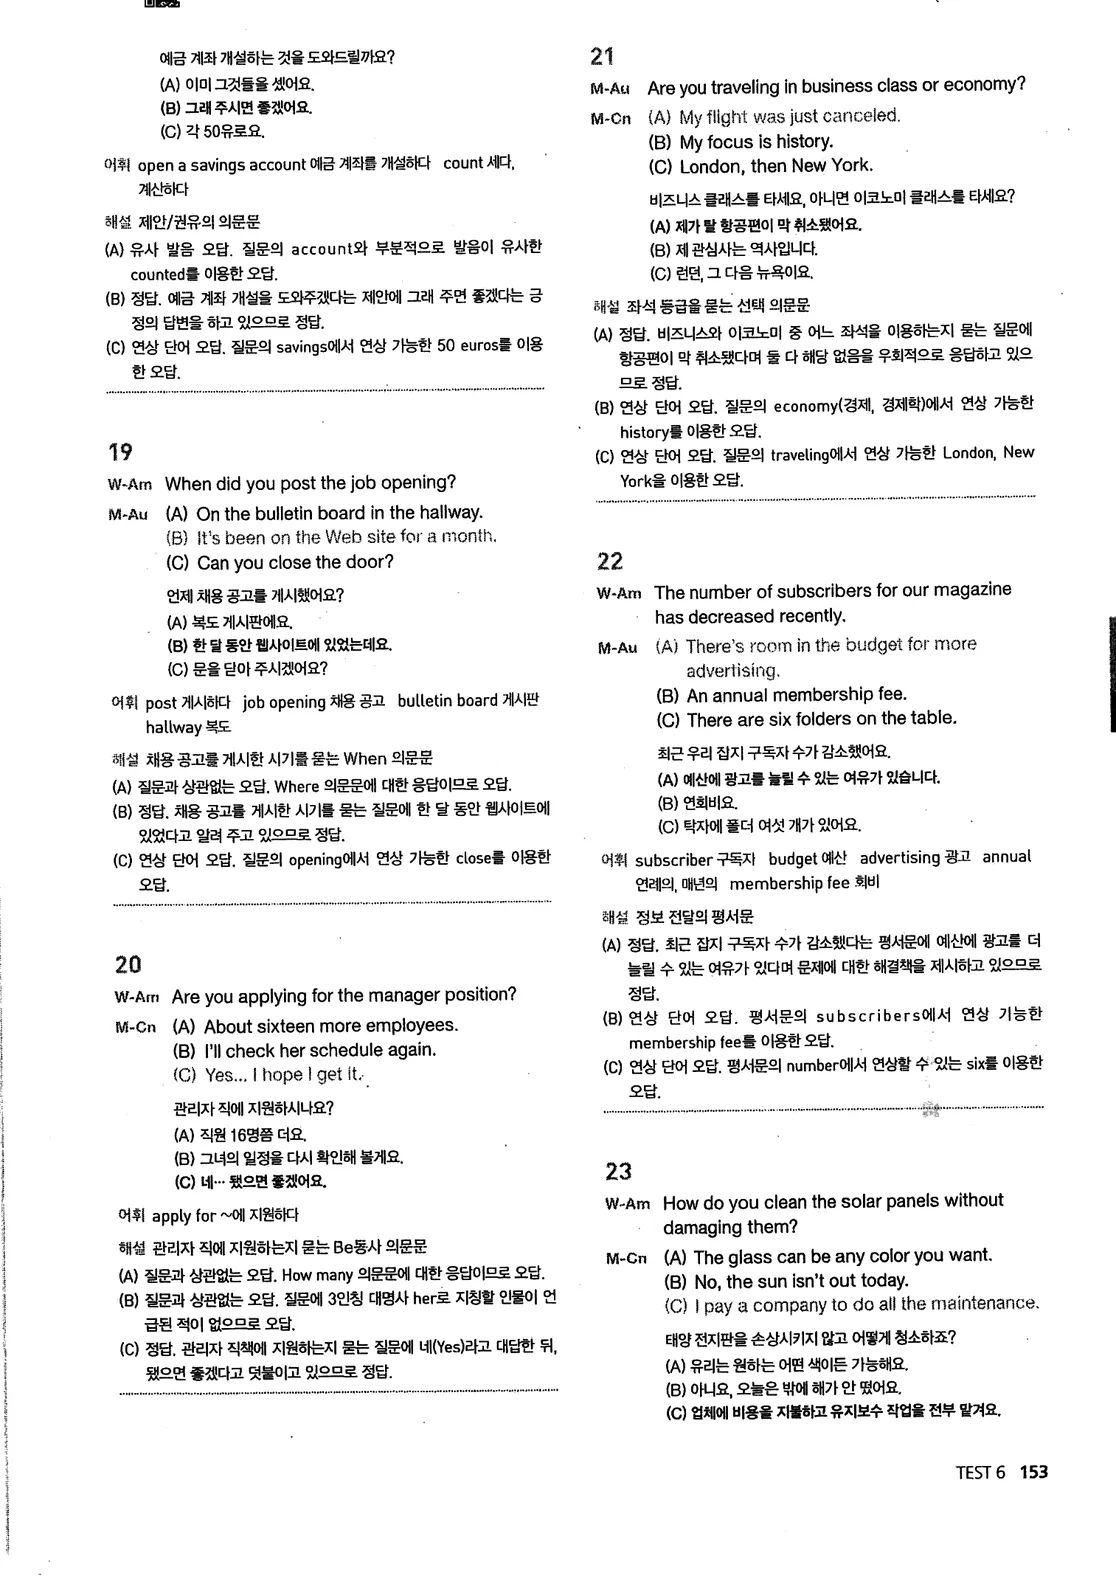 예금 계좌 개설하는 것을 도와드릴까요?
(A) 이미 그것들을 셌어요.
(B) 그래 주시면 좋겠어요.
(C) 각 50유로요.
어휘 open a savings account 예금 계좌를 개설하다 count 세다,
계산하다
해설 제안/권유의 의문문
(A) 유사 발음 오답. 질문의 account와 부분적으로 발음이 유사한
counted를 이용한 오답.
(B) 정답. 예금 계좌 개설을 도와주겠다는 제안에 그래 주면 좋겠다는 긍
정의 답변을 하고 있으므로 정답.
(C) 연상 단어 오답. 질문의 savings에서 연상 가능한 50 euros를 이용
한 오답.
19
W-Am When did you post the job opening?
M-Au (A) On the bulletin board in the hallway.
(B) It's been on the Web site for a month.
(C) Can you close the door?
언제 채용 공고를 게시했어요?
(A) 복도 게시판에요.
(B) 한 달 동안 웹사이트에 있었는데요.
(C) 문을 닫아 주시겠어요?
어휘 post 게시하다 job opening 채용 공고 bulletin board 게시판
hallway 복도
해설 채용 공고를 게시한 시기를 묻는 When 의문문
(A) 질문과 상관없는 오답. Where 의문문에 대한 응답이므로 오답.
(B) 정답. 채용 공고를 게시한 시기를 묻는 질문에 한 달 동안 웹사이트에
있었다고 알려 주고 있으므로 정답.
(C) 연상 단어 오답. 질문의 opening에서 연상 가능한 close를 이용한
오답.
20
W-Am Are you applying for the manager position?
M-Cn (A) About sixteen more employees.
(B) I'll check her schedule again.
(C) Yes... I hope I get it.
관리자 직에 지원하시나요?
(A) 직원 16명쯤 더요.
(B) 그녀의 일정을 다시 확인해 볼게요.
(C) 네… 됐으면 좋겠어요.
어휘 apply for ~에 지원하다
해설 관리자 직에 지원하는지 묻는 Be동사 의문문
(A) 질문과 상관없는 오답. How many 의문문에 대한 응답이므로 오답.
(B) 질문과 상관없는 오답. 질문에 3인칭 대명사 her로 지칭할 인물이 언
급된 적이 없으므로 오답.
(C) 정답. 관리자 직책에 지원하는지 묻는 질문에 네(Yes)라고 대답한 뒤,
됐으면 좋겠다고 덧붙이고 있으므로 정답.
21
M-Au Are you traveling in business class or economy?
M-Cn (A) My flight was just canceled.
(B) My focus is history.
(C) London, then New York.
비즈니스 클래스를 타세요, 아니면 이코노미 클래스를 타세요?
(A) 제가 탈 항공편이 막 취소됐어요.
(B) 제 관심사는 역사입니다.
(C) 런던, 그 다음 뉴욕이요.
해설 좌석 등급을 묻는 선택 의문문
(A) 정답. 비즈니스와 이코노미 중 어느 좌석을 이용하는지 묻는 질문에
항공편이 막 취소됐다며 둘 다 해당 없음을 우회적으로 응답하고 있으
므로 정답.
(B) 연상 단어 오답. 질문의 economy(경제, 경제학)에서 연상 가능한
history를 이용한 오답.
(C) 연상 단어 오답. 질문의 traveling에서 연상 가능한 London, New
York을 이용한 오답.
22
W-Am The number of subscribers for our magazine
has decreased recently.
M-Au (A) There's room in the budget for more
advertising.
(B) An annual membership fee.
(C) There are six folders on the table.
최근 우리 잡지 구독자 수가 감소했어요.
(A) 예산에 광고를 늘릴 수 있는 여유가 있습니다.
(B) 연회비요.
(C) 탁자에 폴더 여섯 개가 있어요.
어휘 subscriber 구독자 budget 예산 advertising 광고 annual
연례의, 매년의 membership fee 회비
해설 정보 전달의 평서문
(A) 정답. 최근 잡지 구독자 수가 감소했다는 평서문에 예산에 광고를 더
늘릴 수 있는 여유가 있다며 문제에 대한 해결책을 제시하고 있으므로
정답.
(B) 연상 단어 오답. 평서문의 subscribers에서 연상 가능한
membership fee를 이용한 오답.
(C) 연상 단어 오답. 평서문의 number에서 연상할 수 있는 six를 이용한
오답.
23
W-Am How do you clean the solar panels without
damaging them?
M-Cn (A) The glass can be any color you want.
(B) No, the sun isn't out today.
(C) I pay a company to do all the maintenance.
태양 전지판을 손상시키지 않고 어떻게 청소하죠?
(A) 유리는 원하는 어떤 색이든 가능해요.
(B) 아니요, 오늘은 밖에 해가 안 떴어요.
(C) 업체에 비용을 지불하고 유지보수 작업을 전부 맡겨요.
TEST 6 153